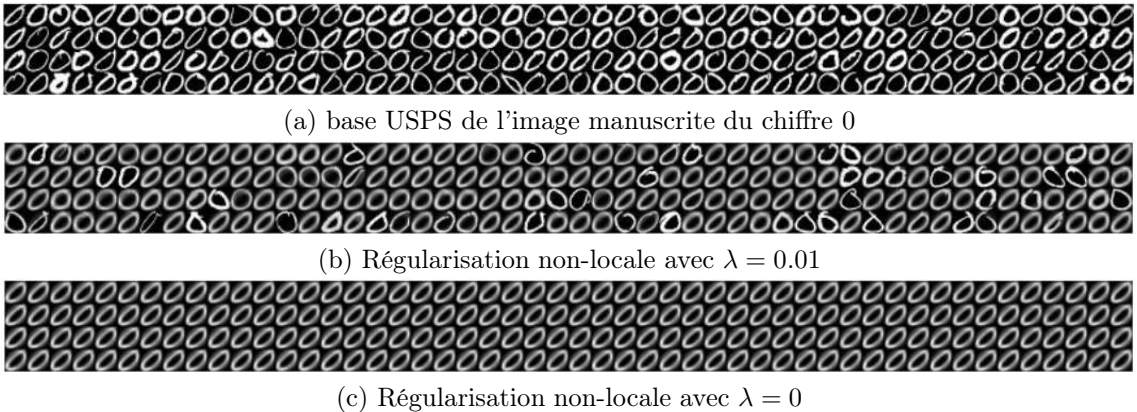 (a) base USPS de l'image manuscrite du chiffre 0
(b) Régularisation non-locale avec λ = 0.01
(c) Régularisation non-locale avec λ = 0